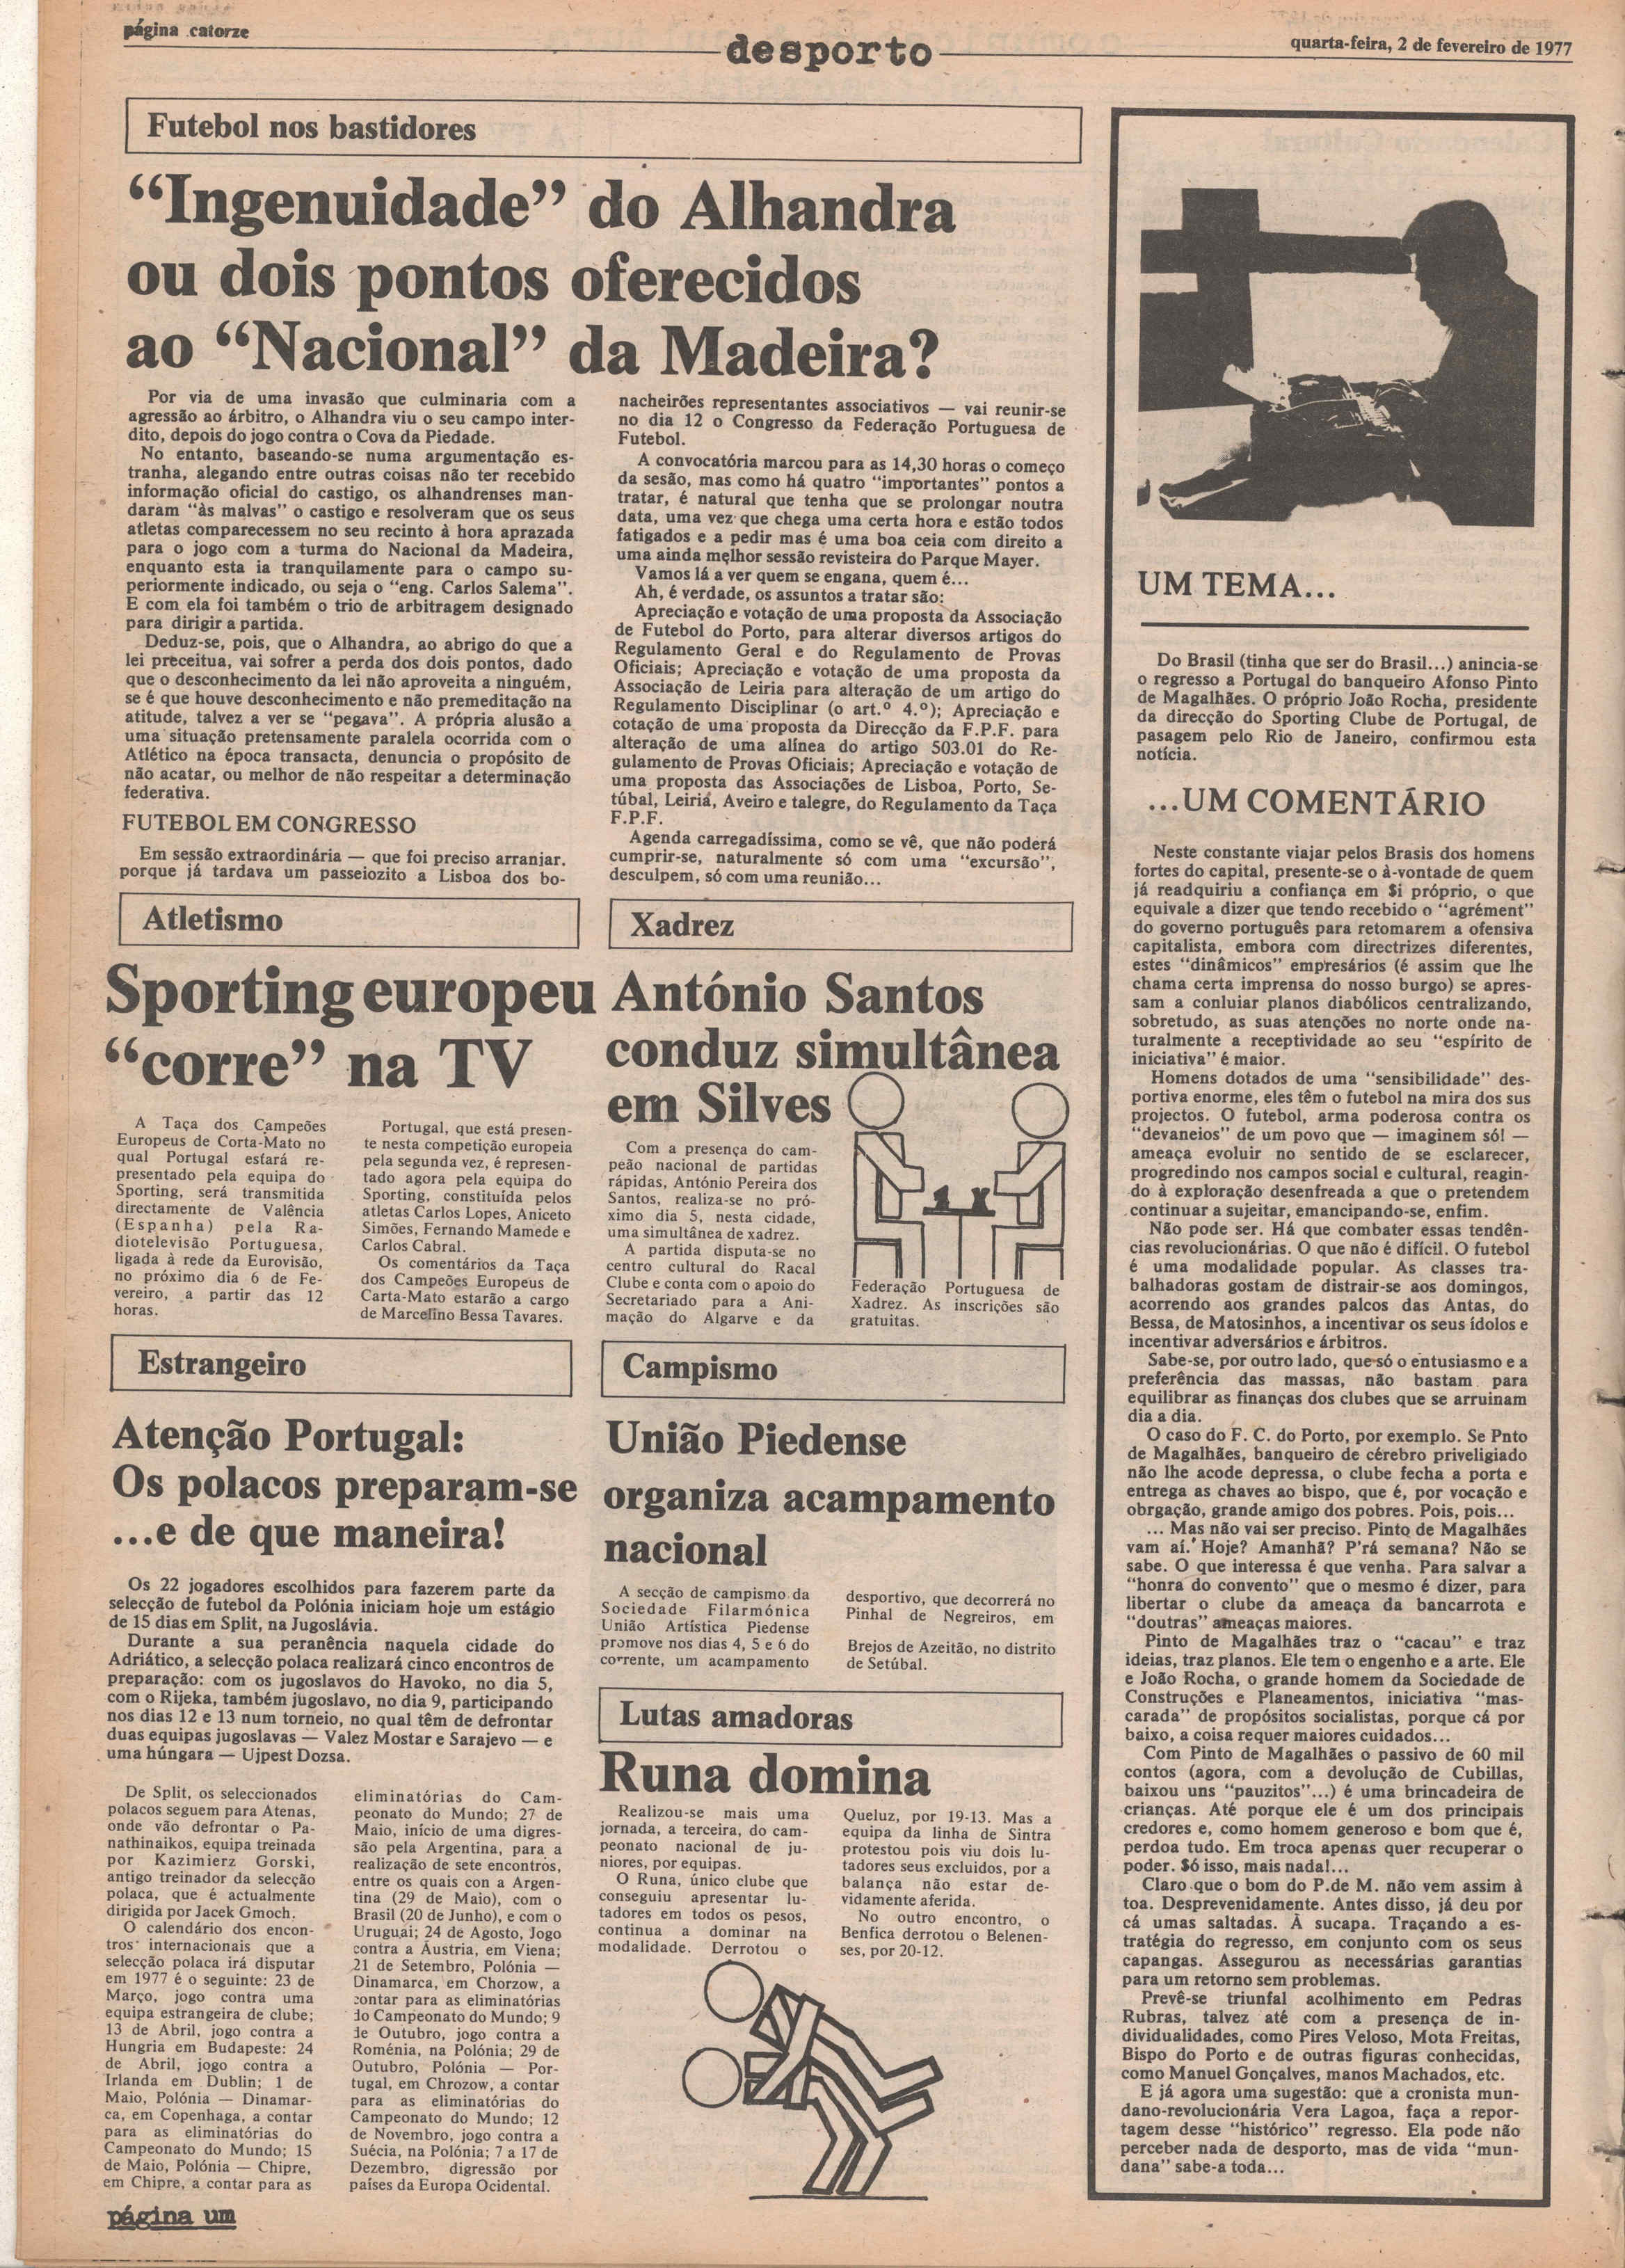 página catorze
desporto
quarta-feira, 2 de fevereiro de 1977
Futebol nos bastidores
“Ingenuidade” do Alhandra
ou dois pontos oferecidos
ao “Nacional” da Madeira?
Por via de uma invasão que culminaria com a
agressão ao árbitro, o Alhandra viu o seu campo inter-
dito, depois do jogo contra o Cova da Piedade.
No entanto, baseando-se numa argumentação es-
tranha, alegando entre outras coisas não ter recebido
informação oficial do castigo, os alhandrenses man-
daram “às malvas” o castigo e resolveram que os seus
atletas comparecessem no seu recinto à hora aprazada
para o jogo com a turma do Nacional da Madeira,
enquanto esta ia tranquilamente para o campo su-
periormente indicado, ou seja o “eng. Carlos Salema”.
E com ela foi também o trio de arbitragem designado
para dirigir a partida.
Deduz-se, pois, que o Alhandra, ao abrigo do que a
lei preceitua, vai sofrer a perda dos dois pontos, dado
que o desconhecimento da lei não aproveita a ninguém,
se é que houve desconhecimento e não premeditação na
atitude, talvez a ver se “pegava”. A própria alusão a
uma situação pretensamente paralela ocorrida com o
Atlético na época transacta, denuncia o propósito de
não acatar, ou melhor de não respeitar a determinação
federativa.
FUTEBOL EM CONGRESSO
Em sessão extraordinária — que foi preciso arranjar,
porque já tardava um passeiozito a Lisboa dos bo-
nacheirões representantes associativos — vai reunir-se
no dia 12 o Congresso da Federação Portuguesa de
Futebol.
A convocatória marcou para as 14,30 horas o começo
da sesão, mas como há quatro “importantes” pontos a
tratar, é natural que tenha que se prolongar noutra
data, uma vez que chega uma certa hora e estão todos
fatigados e a pedir mas é uma boa ceia com direito a
uma ainda melhor sessão revisteira do Parque Mayer.
Vamos lá a ver quem se engana, quem é...
Ah, é verdade, os assuntos a tratar são:
Apreciação e votação de uma proposta da Associação
de Futebol do Porto, para alterar diversos artigos do
Regulamento Geral e do Regulamento de Provas
Oficiais; Apreciação e votação de uma proposta da
Associação de Leiria para alteração de um artigo do
Regulamento Disciplinar (o art.º 4.º); Apreciação e
cotação de uma proposta da Direcção da F.P.F. para
alteração de uma alínea do artigo 503.01 do Re-
gulamento de Provas Oficiais; Apreciação e votação de
uma proposta das Associações de Lisboa, Porto, Se-
túbal, Leiria, Aveiro e talegre, do Regulamento da Taça
F.P.F.
Agenda carregadíssima, como se vê, que não poderá
cumprir-se, naturalmente só com uma “excursão”,
desculpem, só com uma reunião...
Atletismo
Sporting europeu
“corre” na TV
A Taça dos Campeões
Europeus de Corta-Mato no
qual Portugal estará re-
presentado pela equipa do
Sporting, será transmitida
directamente de Valência
(Espanha) pela Ra-
diotelevisão Portuguesa,
ligada à rede da Eurovisão,
no próximo dia 6 de Fe-
vereiro, a partir das 12
horas.
Portugal, que está presen-
te nesta competição europeia
pela segunda vez, é represen-
tado agora pela equipa do
Sporting, constituída pelos
atletas Carlos Lopes, Aniceto
Simões, Fernando Mamede e
Carlos Cabral.
Os comentários da Taça
dos Campeões Europeus de
Carta-Mato estarão a cargo
de Marcelino Bessa Tavares.
Xadrez
António Santos
conduz simultânea
em Silves
Com a presença do cam-
peão nacional de partidas
rápidas, António Pereira dos
Santos, realiza-se no pró-
ximo dia 5, nesta cidade,
uma simultânea de xadrez.
A partida disputa-se no
centro cultural do Racal
Clube e conta com o apoio do
Secretariado para a Ani-
mação do Algarve e da
Federação Portuguesa de
Xadrez. As inscrições são
gratuitas.
Estrangeiro
Atenção Portugal:
Os polacos preparam-se
...e de que maneira!
Os 22 jogadores escolhidos para fazerem parte da
selecção de futebol da Polónia iniciam hoje um estágio
de 15 dias em Split, na Jugoslávia.
Durante a sua peranência naquela cidade do
Adriático, a selecção polaca realizará cinco encontros de
preparação: com os jugoslavos do Havoko, no dia 5,
com o Rijeka, também jugoslavo, no dia 9, participando
nos dias 12 e 13 num torneio, no qual têm de defrontar
duas equipas jugoslavas — Valez Mostar e Sarajevo — e
uma húngara — Ujpest Dozsa.
De Split, os seleccionados
polacos seguem para Atenas,
onde vão defrontar o Pa-
nathinaikos, equipa treinada
por Kazimierz Gorski,
antigo treinador da selecção
polaca, que é actualmente
dirigida por Jacek Gmoch.
O calendário dos encon-
tros internacionais que a
selecção polaca irá disputar
em 1977 é o seguinte: 23 de
Março, jogo contra uma
equipa estrangeira de clube;
13 de Abril, jogo contra a
Hungria em Budapeste: 24
de Abril, jogo contra a
Irlanda em Dublin; 1 de
Maio, Polónia — Dinamar-
ca, em Copenhaga, a contar
para as eliminatórias do
Campeonato do Mundo; 15
de Maio, Polónia — Chipre,
em Chipre, a contar para as
eliminatórias do Cam-
peonato do Mundo; 27 de
Maio, início de uma digres-
são pela Argentina, para a
realização de sete encontros,
entre os quais con a Argen-
tina (29 de Maio), com o
Brasil (20 de Junho), e com o
Uruguai; 24 de Agosto, Jogo
contra a Áustria, em Viena;
21 de Setembro, Polónia —
Dinamarca, em Chorzow, a
contar para as eliminatórias
do Campeonato do Mundo; 9
de Outubro, jogo contra a
Roménia, na Polónia; 29 de
Outubro, Polónia — Por-
tugal, em Chrozow, a contar
para as eliminatórias do
Campeonato do Mundo; 12
de Novembro, jogo contra a
Suécia, na Polónia; 7 a 17 de
Dezembro, digressão por
países da Europa Ocidental.
Campismo
União Piedense
organiza acampamento
nacional
A secção de campismo da
Sociedade Filarmónica
União Artística Piedense
promove nos dias 4, 5 e 6 do
corrente, um acampamento
desportivo, que decorrerá no
Pinhal de Negreiros, em
Brejos de Azeitão, no distrito
de Setúbal.
Lutas amadoras
Runa domina
Realizou-se mais uma
jornada, a terceira, do cam-
peonato nacional de ju-
niores, por equipas.
O Runa, único clube que
conseguiu apresentar lu-
tadores em todos os pesos,
continua a dominar na
modalidade. Derrotou o
Queluz, por 19-13. Mas a
equipa da linha de Sintra
protestou pois viu dois lu-
tadores seus excluidos, por a
balança não estar de-
vidamente aferida.
No outro encontro, o
Benfica derrotou o Belenen-
ses, por 20-12.
UM TEMA...
Do Brasil (tinha que ser do Brasil...) anincia-se
o regresso a Portugal do banqueiro Afonso Pinto
de Magalhães. O próprio João Rocha, presidente
da direcção do Sporting Clube de Portugal, de
pasagem pelo Rio de Janeiro, confirmou esta
notícia.
...UM COMENTÁRIO
Neste constante viajar pelos Brasis dos homens
fortes do capital, presente-se o à-vontade de quem
já readquiriu a confiança em $i próprio, o que
equivale a dizer que tendo recebido o “agrément”
do governo português para retomarem a ofensiva
capitalista, embora com directrizes diferentes,
estes “dinâmicos” empresários (é assim que lhe
chama certa imprensa do nosso burgo) se apres-
sam a conluiar planos diabólicos centralizando,
sobretudo, as suas atenções no norte onde na-
turalmente a receptividade ao seu “espírito de
iniciativa” é maior.
Homens dotados de uma “sensibilidade” des-
portiva enorme, eles têm o futebol na mira dos sus
projectos. O futebol, arma poderosa contra os
“devaneios” de um povo que — imaginem só! —
ameaça evoluir no sentido de se esclarecer,
progredindo nos campos social e cultural, reagin-
do à exploração desenfreada a que o pretendem
continuar a sujeitar, emancipando-se, enfim.
Não pode ser. Há que combater essas tendên-
cias revolucionárias. O que não é difícil. O futebol
é uma modalidade popular. As classes tra-
balhadoras gostam de distrair-se aos domingos,
acorrendo aos grandes palcos das Antas, do
Bessa, de Matosinhos, a incentivar os seus ídolos e
incentivar adversários e árbitros.
Sabe-se, por outro lado, que só o entusiasmo e a
preferência das massas, não bastam para
equilibrar as finanças dos clubes que se arruinam
dia a dia.
O caso do F. C. do Porto, por exemplo. Se Pnto
de Magalhães, banqueiro de cérebro priveligiado
não lhe acode depressa, o clube fecha a porta e
entrega as chaves ao bispo, que é, por vocação e
obrgação, grande amigo dos pobres. Pois, pois...
... Mas não vai ser preciso. Pinto de Magalhães
vam aí. Hoje? Amanhã? P'rá semana? Não se
sabe. O que interessa é que venha. Para salvar a
“honra do convento” que o mesmo é dizer, para
libertar o clube da ameaça da bancarrota e
“doutras” ameaças maiores.
Pinto de Magalhães traz o “cacau” e traz
ideias, traz planos. Ele tem o engenho e a arte. Ele
e João Rocha, o grande homem da Sociedade de
Construções e Planeamentos, iniciativa “mas-
carada” de propósitos socialistas, porque cá por
baixo, a coisa requer maiores cuidados...
Com Pinto de Magalhães o passivo de 60 mil
contos (agora, com a devolução de Cubillas,
baixou uns “pauzitos”...) é uma brincadeira de
crianças. Até porque ele é um dos principais
credores e, como homem generoso e bom que é,
perdoa tudo. Em troca apenas quer recuperar o
poder. $ó isso, mais nada!...
Claro que o bom do P.de M. não vem assim à
toa. Desprevenidamente. Antes disso, já deu por
cá umas saltadas. À sucapa. Traçando a es-
tratégia do regresso, em conjunto com os seus
capangas. Assegurou as necessárias garantias
para um retorno sem problemas.
Prevê-se triunfal acolhimento em Pedras
Rubras, talvez até com a presença de in-
dividualidades, como Pires Veloso, Mota Freitas,
Bispo do Porto e de outras figuras conhecidas,
como Manuel Gonçalves, manos Machados, etc.
E já agora uma sugestão: que a cronista mun-
dano-revolucionária Vera Lagoa, faça a repor-
tagem desse “histórico” regresso. Ela pode não
perceber nada de desporto, mas de vida “mun-
dana” sabe-a toda...
página um